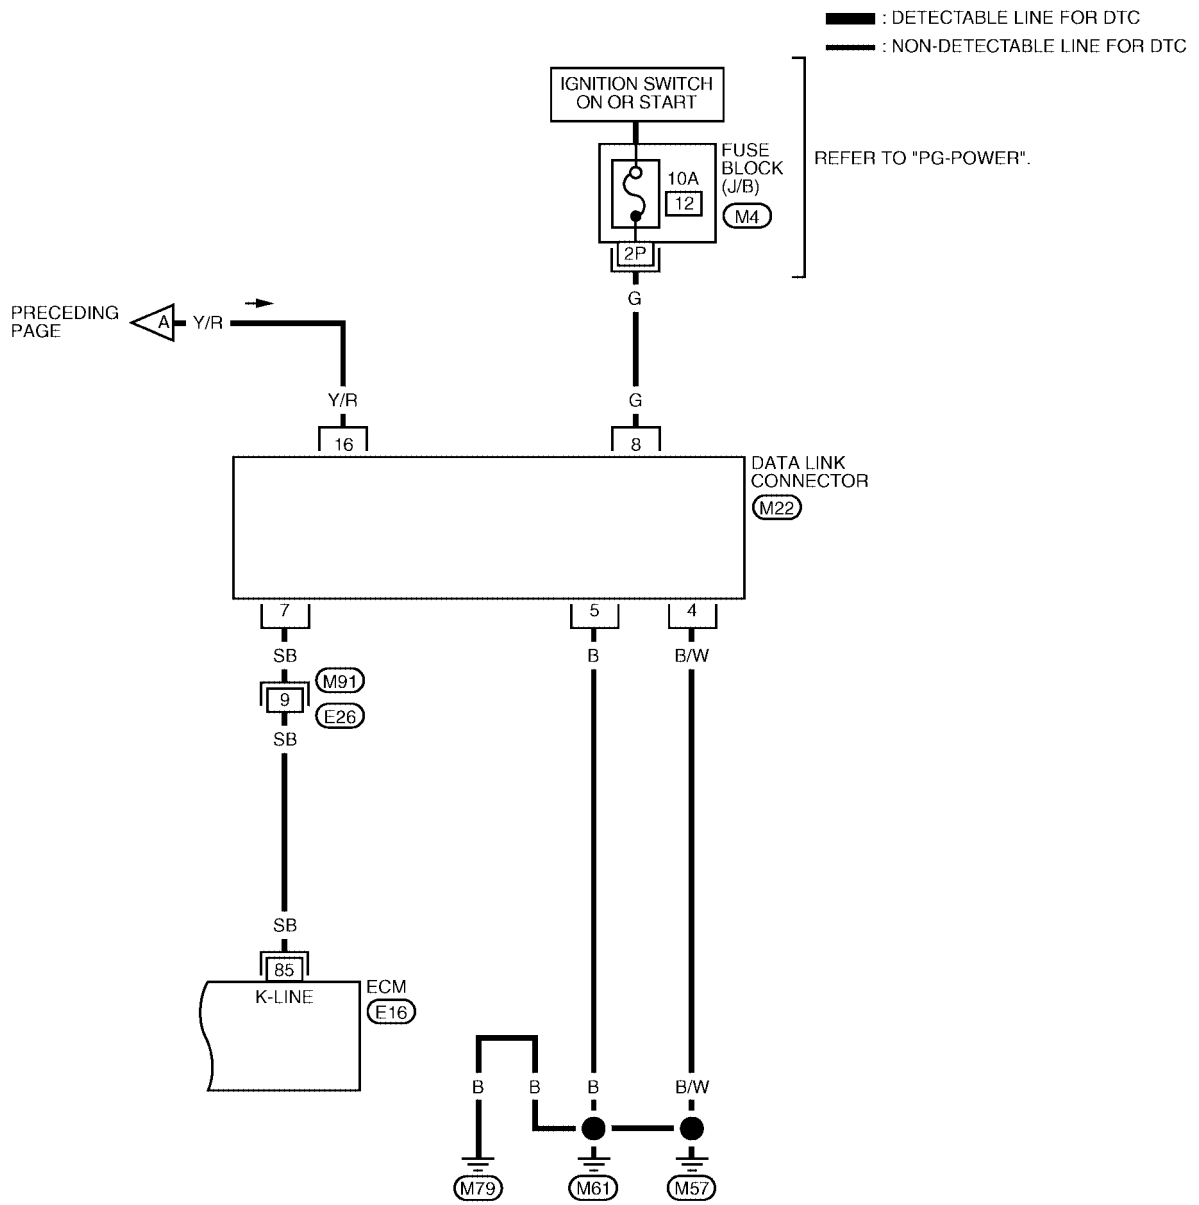 : DETECTABLE LINE FOR DTC
: NON-DETECTABLE LINE FOR DTC
IGNITION SWITCH
ON OR START
FUSE
BLOCK
(J/B)
10A
12
M4
REFER TO "PG-POWER".
2P
G
PRECEDING
PAGE
A
Y/R
Y/R
G
16
8
DATA LINK
CONNECTOR
M22
7
5
4
SB
B
B/W
M91
9
E26
SB
SB
85
K-LINE
ECM
E16
B
B
B
B/W
M79
M61
M57